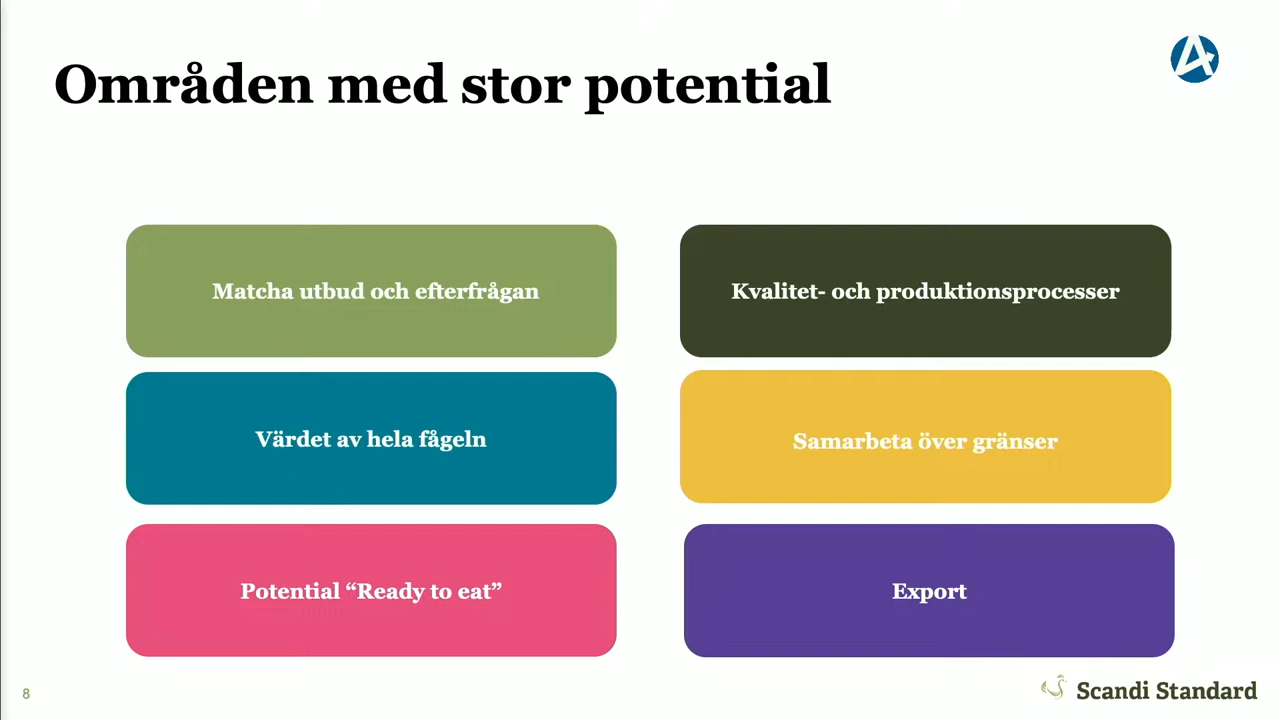 Områden med stor potential
Matcha utbud och efterfrågan
Kvalitet- och produktionsprocesser
Värdet av hela fågeln
Samarbeta över gränser
Potential “Ready to eat”
Export
8
Scandi Standard